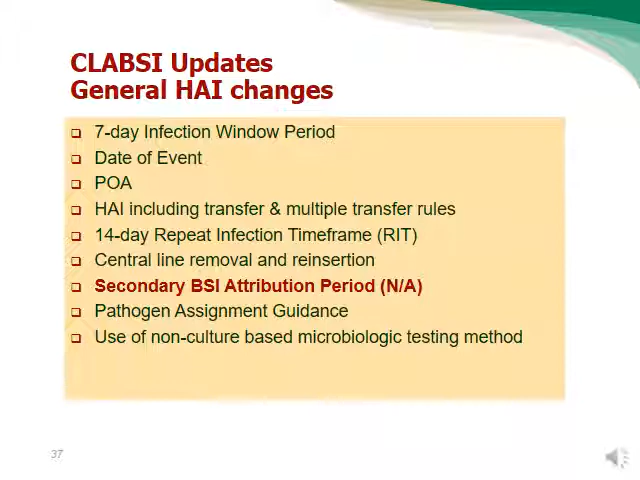 CLABSI Updates
General HAI changes
7-day Infection Window Period
Date of Event
POA
HAI including transfer & multiple transfer rules
14-day Repeat Infection Timeframe (RIT)
Central line removal and reinsertion
Secondary BSI Attribution Period (N/A)
Pathogen Assignment Guidance
Use of non-culture based microbiologic testing method
37